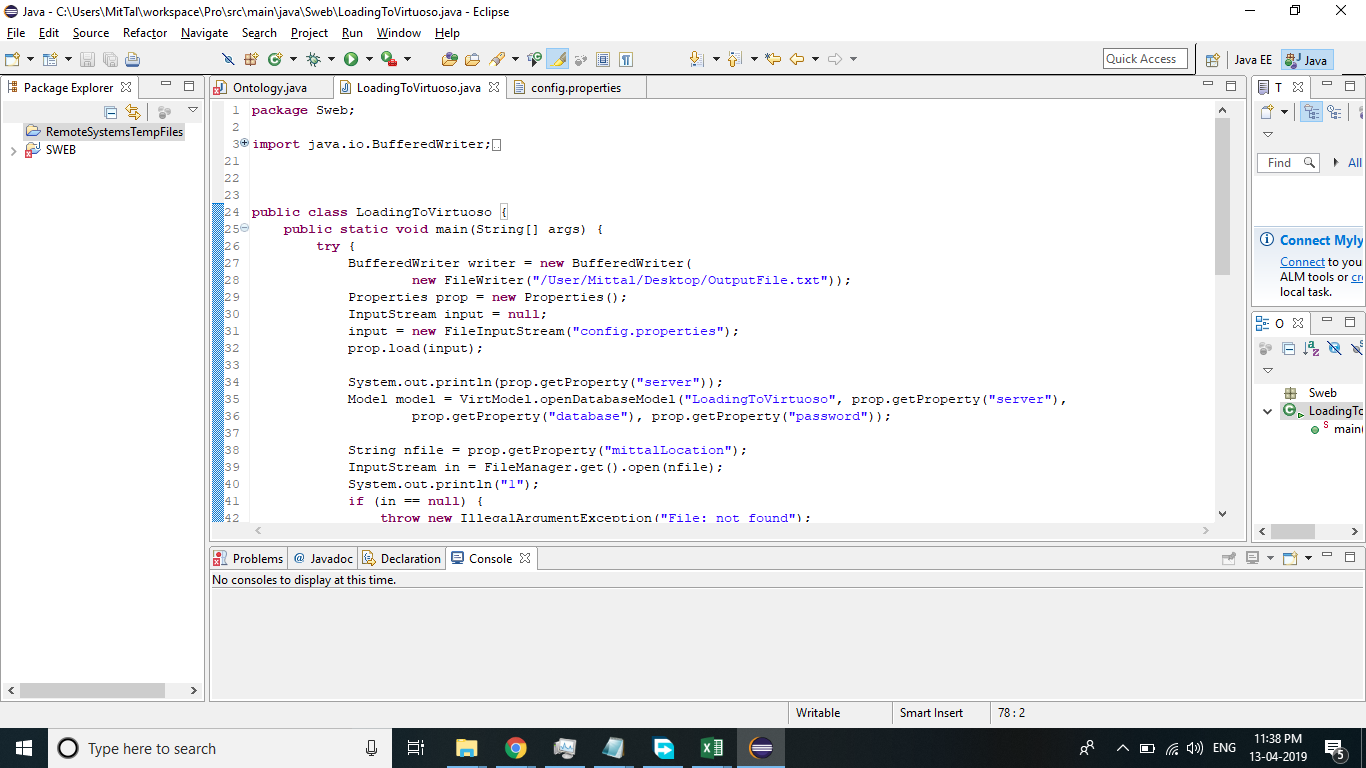 Java - C:\Users\MitTal\workspace\Pro\src\main\java\Sweb\LoadingToVirtuoso.java - Eclipse
File Edit Source Refactor Navigate Search Project Run Window Help
Quick Access
Java EE
Java
Package Explorer
RemoteSystemsTempFiles
SWEB
Ontology.java
LoadingToVirtuoso.java
config.properties
1 package Sweb;
2
3 import java.io.BufferedWriter;
21
22
23
24 public class LoadingToVirtuoso {
25 public static void main(String[] args) {
26 try {
27 BufferedWriter writer = new BufferedWriter(
28 new FileWriter("/User/Mittal/Desktop/OutputFile.txt"));
29 Properties prop = new Properties();
30 InputStream input = null;
31 input = new FileInputStream("config.properties");
32 prop.load(input);
33
34 System.out.println(prop.getProperty("server"));
35 Model model = VirtModel.openDatabaseModel("LoadingToVirtuoso", prop.getProperty("server"),
36 prop.getProperty("database"), prop.getProperty("password"));
37
38 String nfile = prop.getProperty("mittalLocation");
39 InputStream in = FileManager.get().open(nfile);
40 System.out.println("1");
41 if (in == null) {
42 throw new IllegalArgumentException("File: not found");
T
Find
All
Connect Myly
Connect to you
ALM tools or cr
local task.
O
Sweb
LoadingTo
main(
Problems
@ Javadoc
Declaration
Console
No consoles to display at this time.
Writable
Smart Insert
78 : 2
Type here to search
ENG
11:38 PM
13-04-2019
5